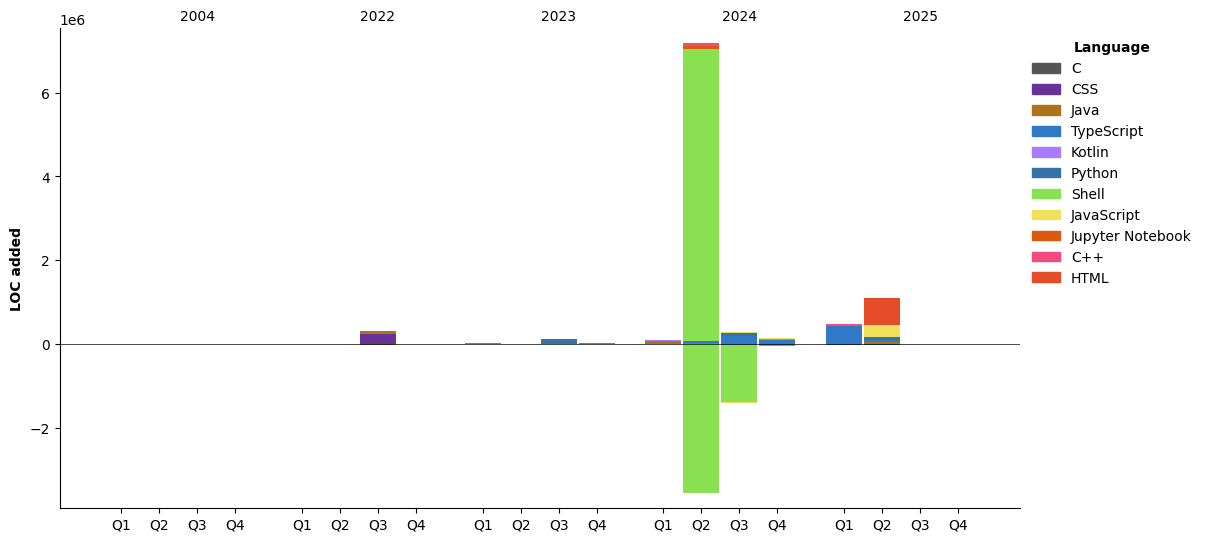 1e6
2004 2022 2023 2024 2025
Language
C
CSS
Java
TypeScript
Kotlin
Python
Shell
JavaScript
Jupyter Notebook
C++
HTML
LOC added
6
4
2
0
−2
Q1 Q2 Q3 Q4 Q1 Q2 Q3 Q4 Q1 Q2 Q3 Q4 Q1 Q2 Q3 Q4 Q1 Q2 Q3 Q4